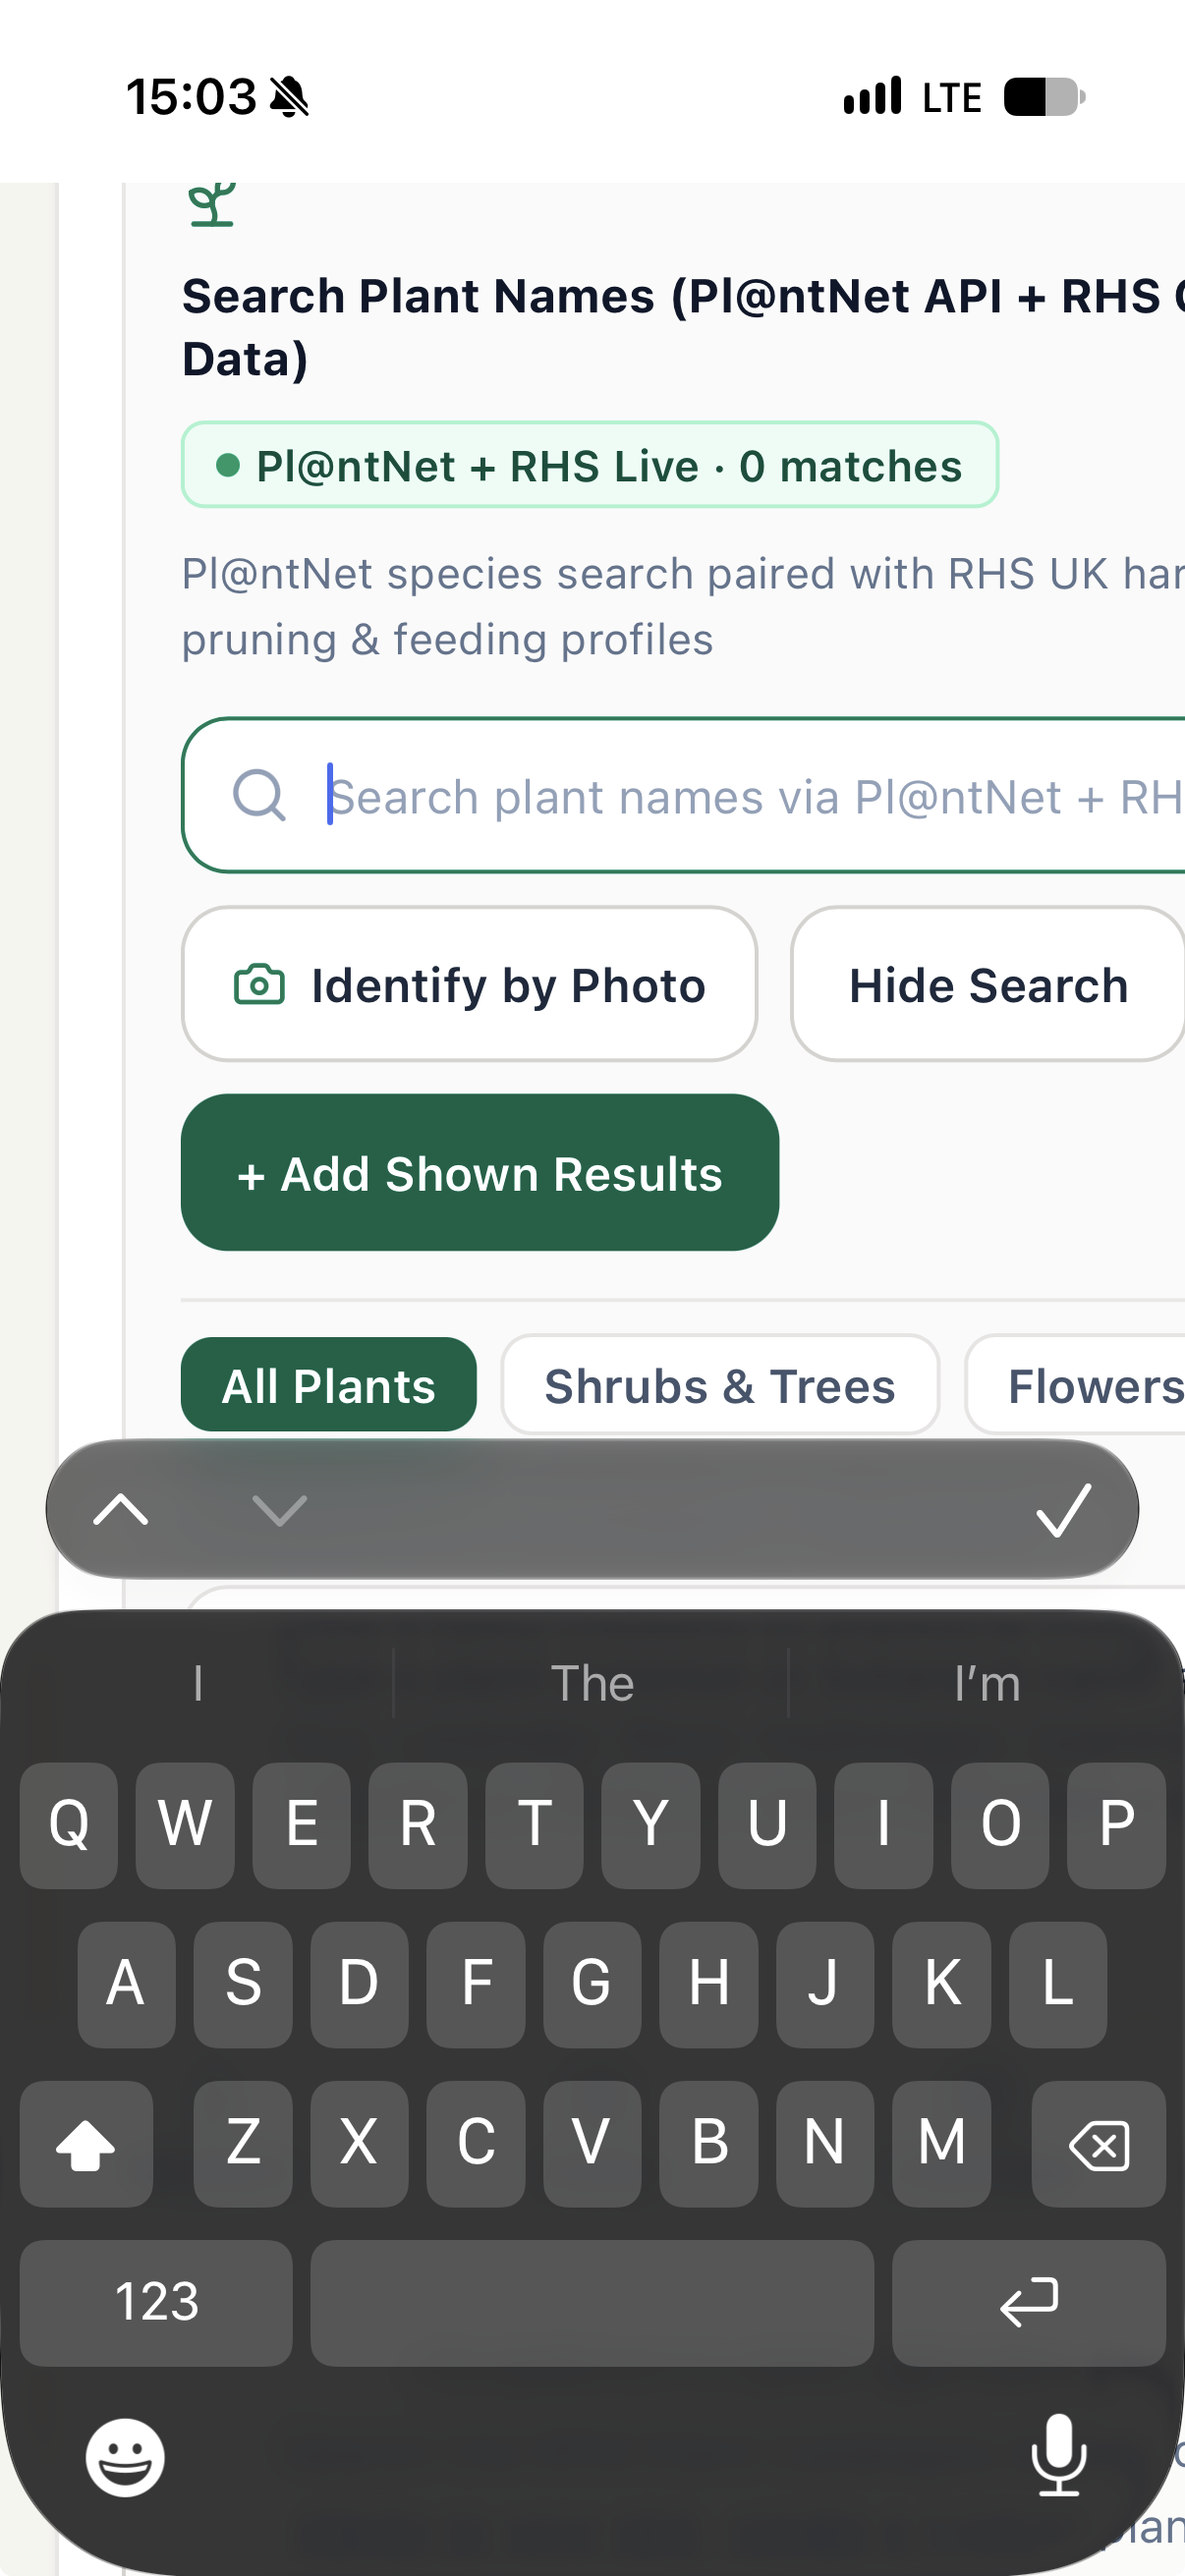 15:03
LTE
Search Plant Names (Pl@ntNet API + RHS
Data)
Pl@ntNet + RHS Live · 0 matches
Pl@ntNet species search paired with RHS UK
pruning & feeding profiles
Search plant names via Pl@ntNet +
Identify by Photo
Hide Search
+ Add Shown Results
All Plants
Shrubs & Trees
Flowers
I
The
I’m
Q W E R T Y U I O P
A S D F G H J K L
Z X C V B N M
123